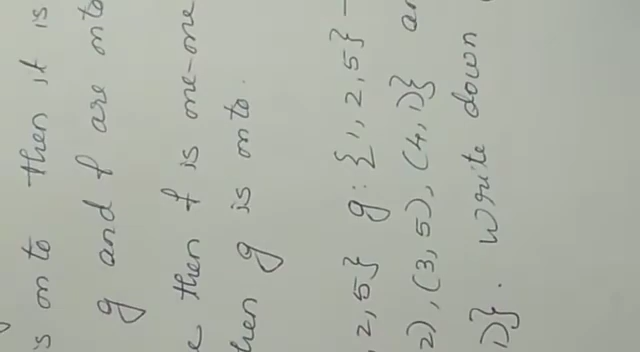 is onto then it is
g and f are onto
then f is one-one
then g is onto.
2,5} g:{1,2,5} -
2),(3,5),(4,1)}
1)}. Write down